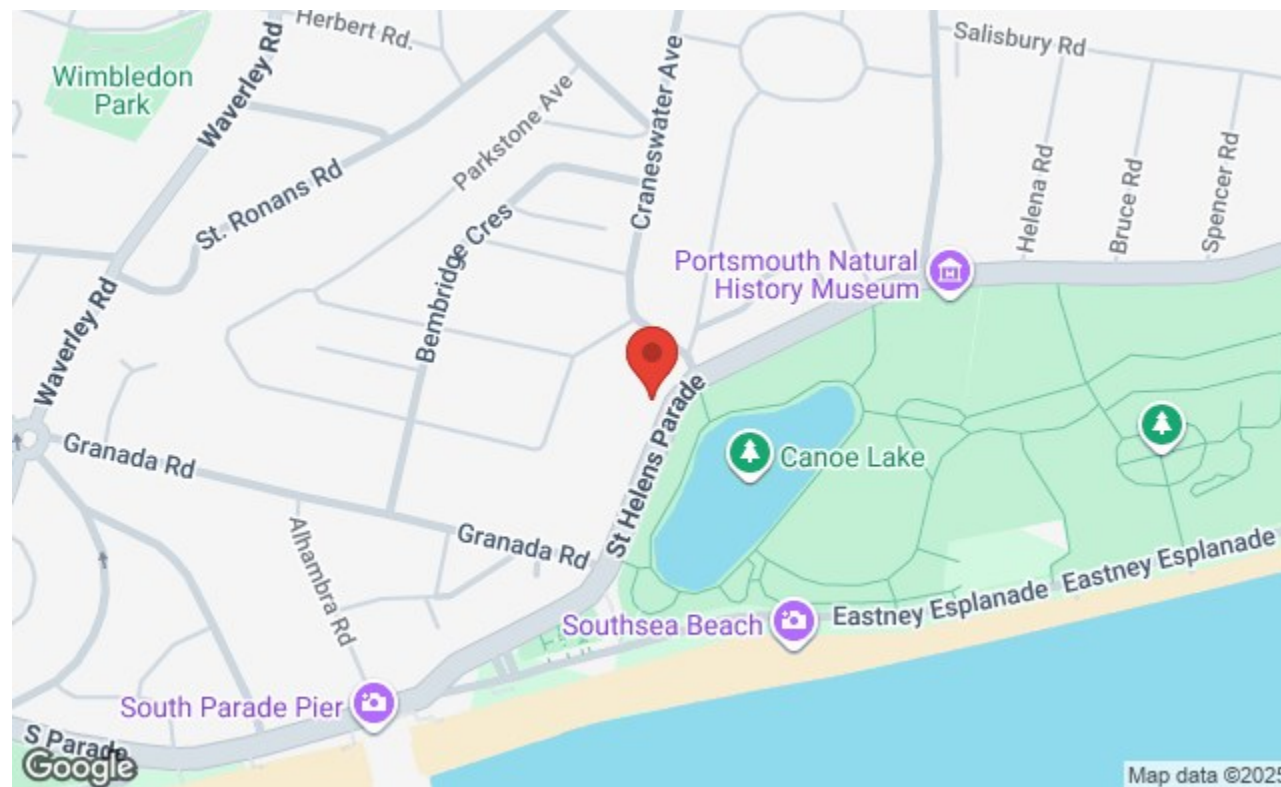 Herbert Rd.
Salisbury Rd
Wimbledon
Park
Waverley Rd
Craneswater Ave
Parkstone Ave
St. Ronans Rd
Helena Rd
Bruce Rd
Spencer Rd
Bembridge Cres
Portsmouth Natural
History Museum
Waverley Rd
St Helens Parade
Canoe Lake
Granada Rd
Granada Rd
Alhambra Rd
Eastney Esplanade
Eastney Esplanade
Southsea Beach
South Parade Pier
S Parade
Google
Map data ©2025